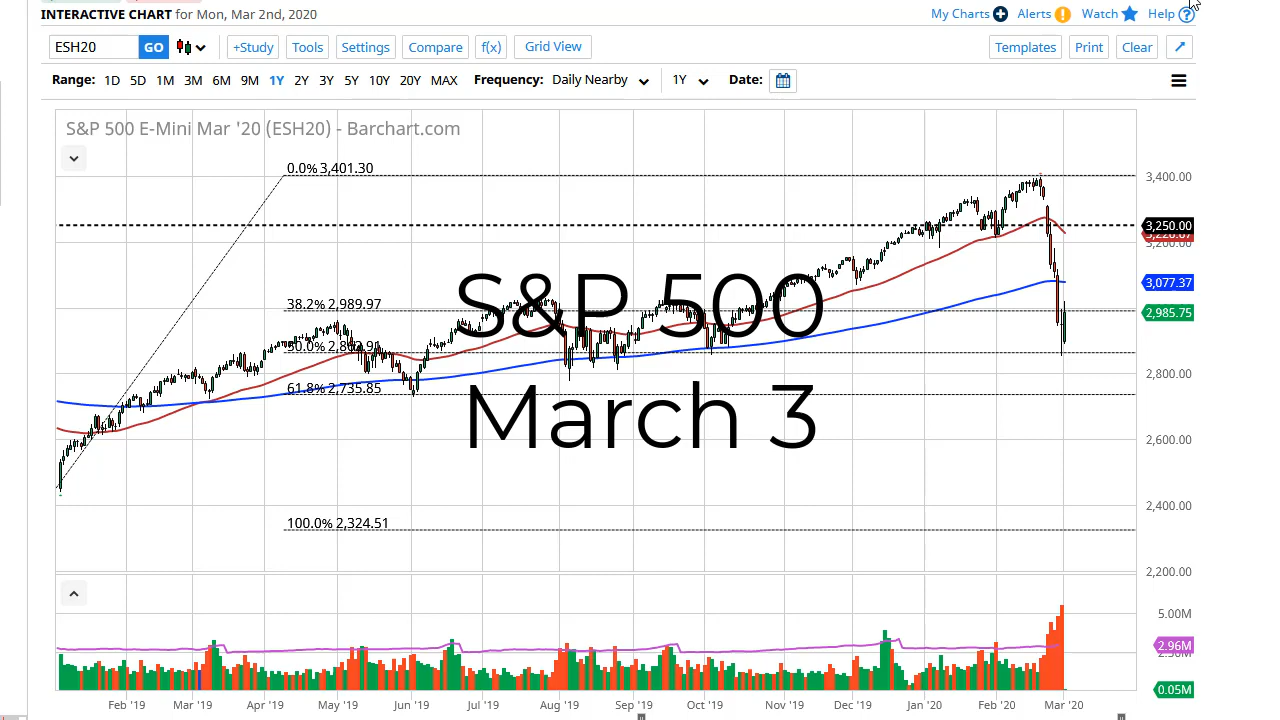 INTERACTIVE CHART for Mon, Mar 2nd, 2020
My Charts Alerts Watch Help
ESH20 GO +Study Tools Settings Compare f(x) Grid View Templates Print Clear
Range: 1D 5D 1M 3M 6M 9M 1Y 2Y 3Y 5Y 10Y 20Y MAX Frequency: Daily Nearby 1Y Date:
S&P 500 E-Mini Mar '20 (ESH20) - Barchart.com
0.0% 3,401.30
3,400.00
3,250.00
3,200.00
3,077.37
38.2% 2,989.97
2,985.75
S&P 500
50.0%
2,800.00
61.8% 2,735.85
March 3
2,600.00
2,400.00
100.0% 2,324.51
2,200.00
5.00M
2.96M
0.05M
Feb '19 Mar '19 Apr '19 May '19 Jun '19 Jul '19 Aug '19 Sep '19 Oct '19 Nov '19 Dec '19 Jan '20 Feb '20 Mar '20